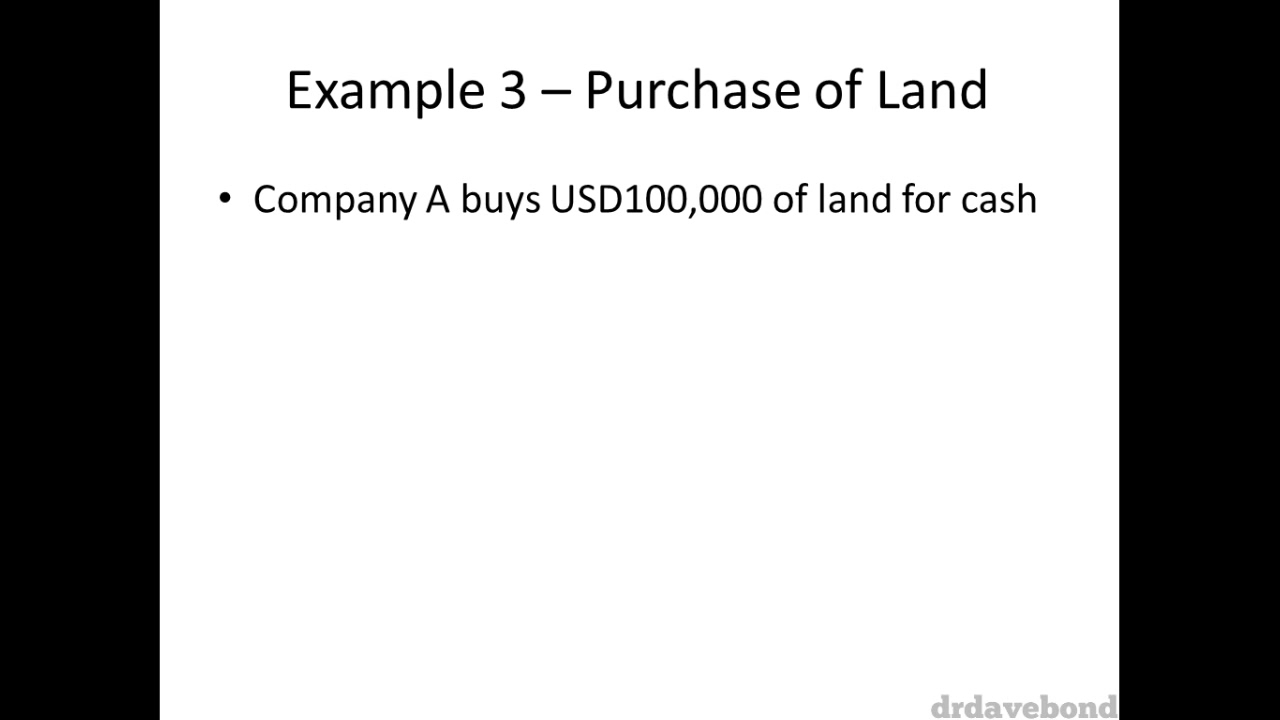 Example 3 – Purchase of Land
• Company A buys USD100,000 of land for cash
drdavebond